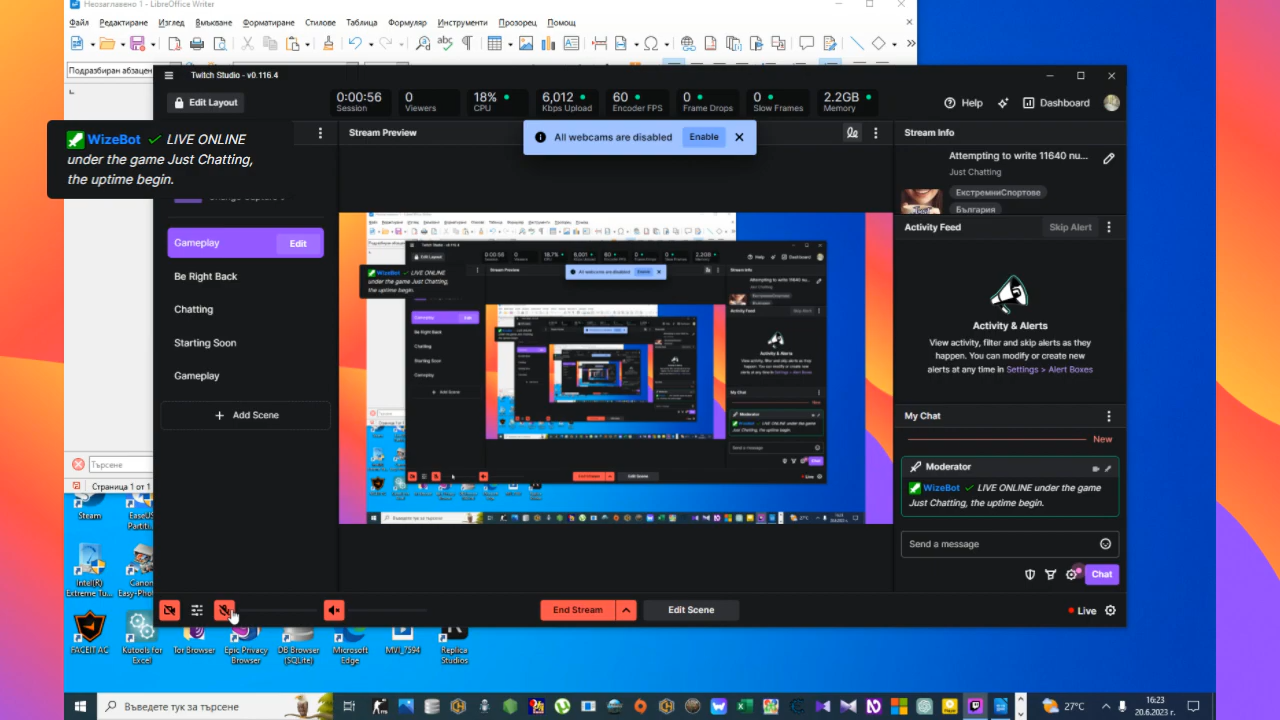 Неозаглавено 1 - LibreOffice Writer
Файл Редактиране Изглед Вмъкване Форматиране Стилове Таблица Формуляр Инструменти Прозорец Помощ
Подразбиран абзацен
Twitch Studio - v0.116.4
Edit Layout
0:00:56 Session
0 Viewers
18% CPU
6,012 Kbps Upload
60 Encoder FPS
0 Frame Drops
0 Slow Frames
2.2GB Memory
Help
Dashboard
WizeBot LIVE ONLINE
under the game Just Chatting,
the uptime begin.
Stream Preview
All webcams are disabled Enable
Stream Info
Attempting to write 11640 nu...
Just Chatting
ЕкстремниСпортове
България
Gameplay Edit
Be Right Back
Chatting
Starting Soon
Gameplay
Add Scene
Activity Feed Skip Alert
Activity & Alerts
View activity, filter and skip alerts as they
happen. You can modify or create new
alerts at any time in Settings > Alert Boxes
My Chat
New
Moderator
WizeBot LIVE ONLINE under the game
Just Chatting, the uptime begin.
Send a message
Chat
End Stream
Edit Scene
Live
Търсене
Страница 1 от 1
Steam
EaseUS
Partiti..
Intel(R)
Extreme Tu...
Canon
Easy-Pho
FACEIT AC
Kutools for
Excel
Tor Browser
Epic Privacy
Browser
DB Browser
(SQLite)
Microsoft
Edge
MVI_7394
Replica
Studios
Въведете тук за търсене
27°C
16:23
20.6.2023 г.